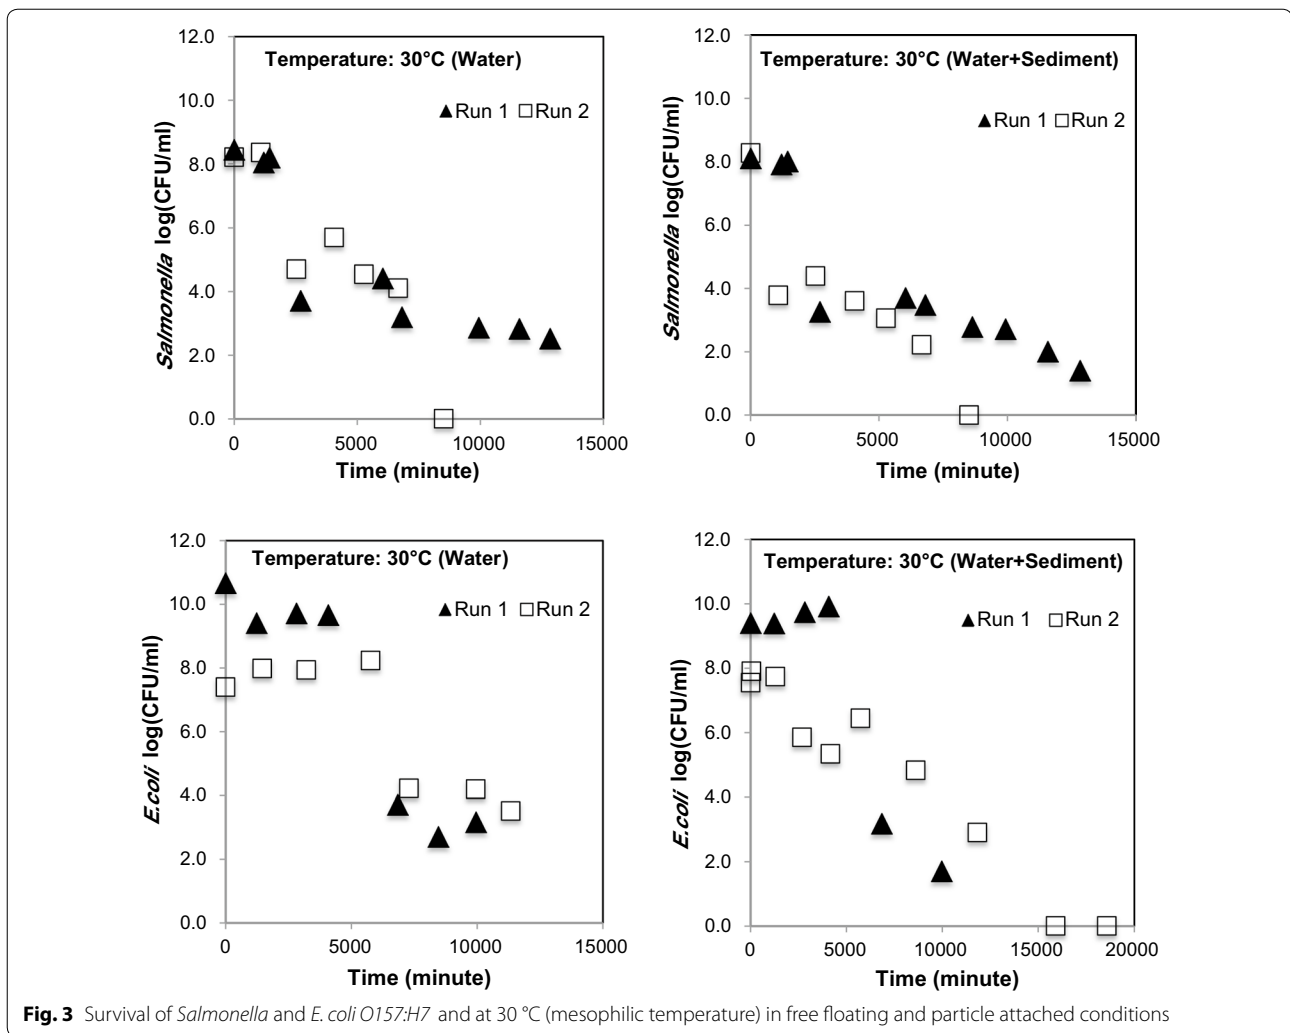 12.0
10.0
8.0
6.0
4.0
2.0
0.0
Salmonella log(CFU/ml)
Temperature: 30°C (Water)
▲Run 1 □Run 2
0 5000 10000 15000
Time (minute)
12.0
10.0
8.0
6.0
4.0
2.0
0.0
Salmonella log(CFU/ml)
Temperature: 30°C (Water+Sediment)
▲Run 1 □Run 2
0 5000 10000 15000
Time (minute)
12.0
10.0
8.0
6.0
4.0
2.0
0.0
E.coli log(CFU/ml)
Temperature: 30°C (Water)
▲Run 1 □Run 2
0 5000 10000 15000
Time (minute)
12.0
10.0
8.0
6.0
4.0
2.0
0.0
E.coli log(CFU/ml)
Temperature: 30°C (Water+Sediment)
▲Run 1 □Run 2
0 5000 10000 15000 20000
Time (minute)
Fig. 3 Survival of Salmonella and E. coli O157:H7 and at 30 °C (mesophilic temperature) in free floating and particle attached conditions